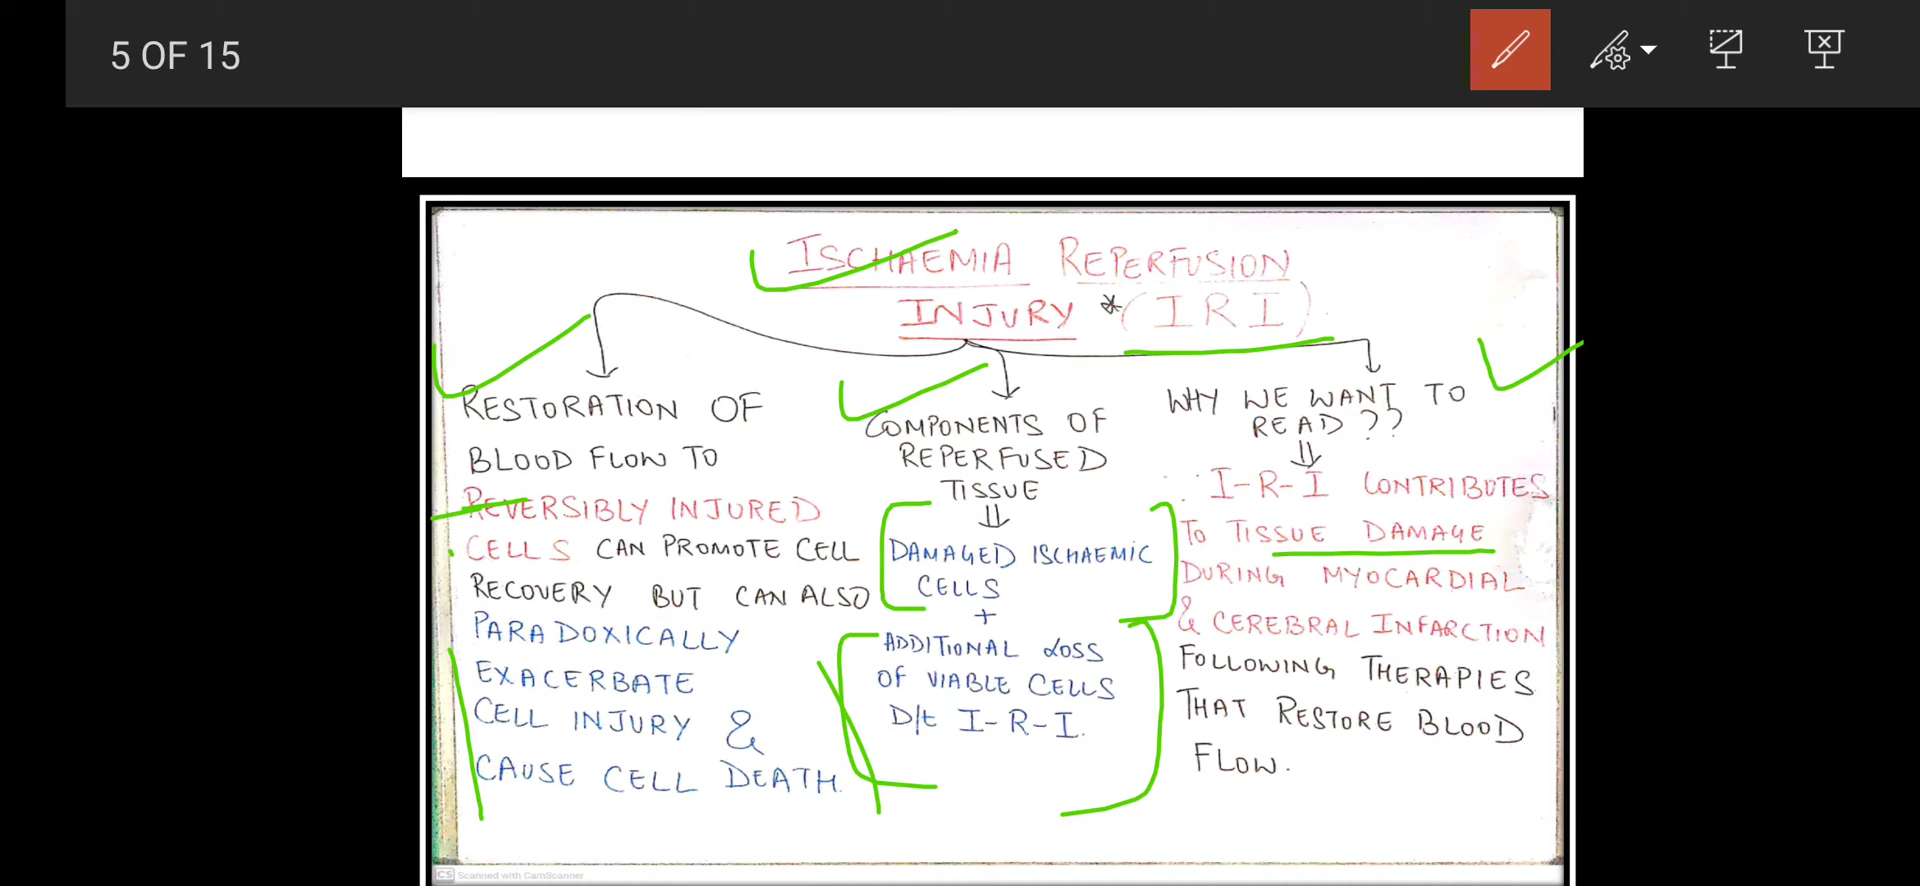 5 OF 15
ISCHAEMIA REPERFUSION
INJURY *(IRI)
RESTORATION OF
BLOOD FLOW TO
REVERSIBLY INJURED
CELLS CAN PROMOTE CELL
RECOVERY BUT CAN ALSO
PARADOXICALLY
EXACERBATE
CELL INJURY &
CAUSE CELL DEATH.
COMPONENTS OF
REPERFUSED
TISSUE
⇓
DAMAGED ISCHAEMIC
CELLS
+
ADDITIONAL LOSS
OF VIABLE CELLS
D/t I-R-I.
WHY WE WANT TO
READ ??
⇓
∵ I-R-I CONTRIBUTES
TO TISSUE DAMAGE
DURING MYOCARDIAL
& CEREBRAL INFARCTION
FOLLOWING THERAPIES
THAT RESTORE BLOOD
FLOW.
CS Scanned with CamScanner